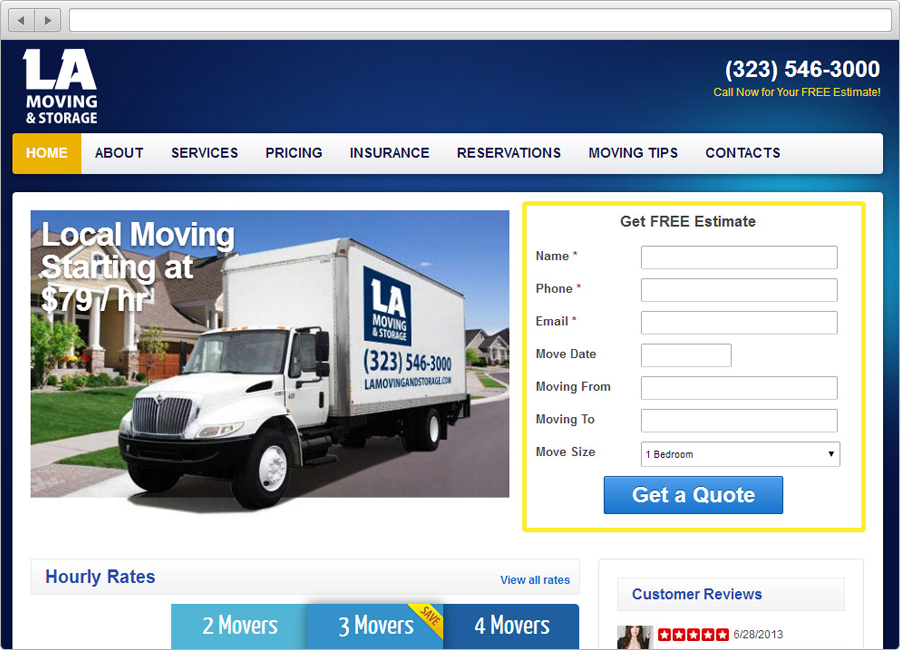 LA
MOVING
& STORAGE
(323) 546-3000
Call Now for Your FREE Estimate!
HOME ABOUT SERVICES PRICING INSURANCE RESERVATIONS MOVING TIPS CONTACTS
Local Moving
Starting at
$79 / hr
LA
MOVING
& STORAGE
(323) 546-3000
LAMOVINGANDSTORAGE.COM
Get FREE Estimate
Name *
Phone *
Email *
Move Date
Moving From
Moving To
Move Size 1 Bedroom
Get a Quote
Hourly Rates View all rates
2 Movers 3 Movers SAVE 4 Movers
Customer Reviews
6/28/2013